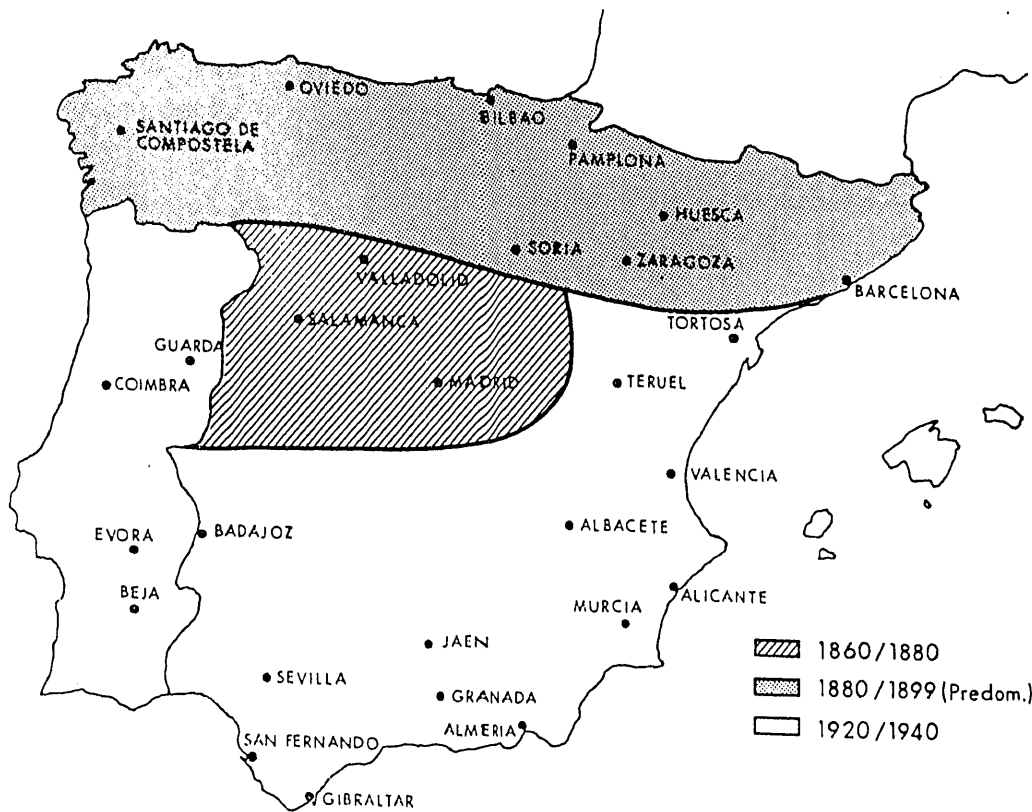 OVIEDO
BILBAO
SANTIAGO DE
COMPOSTELA
PAMPLONA
HUESCA
SORIA
ZARAGOZA
VALLADOLID
BARCELONA
SALAMANCA
TORTOSA
GUARDA
COIMBRA
MADRID
TERUEL
VALENCIA
EVORA
BADAJOZ
ALBACETE
BEJA
ALICANTE
MURCIA
JAEN
SEVILLA
GRANADA
ALMERIA
SAN FERNANDO
GIBRALTAR
1860/1880
1880/1899 (Predom.)
1920/1940